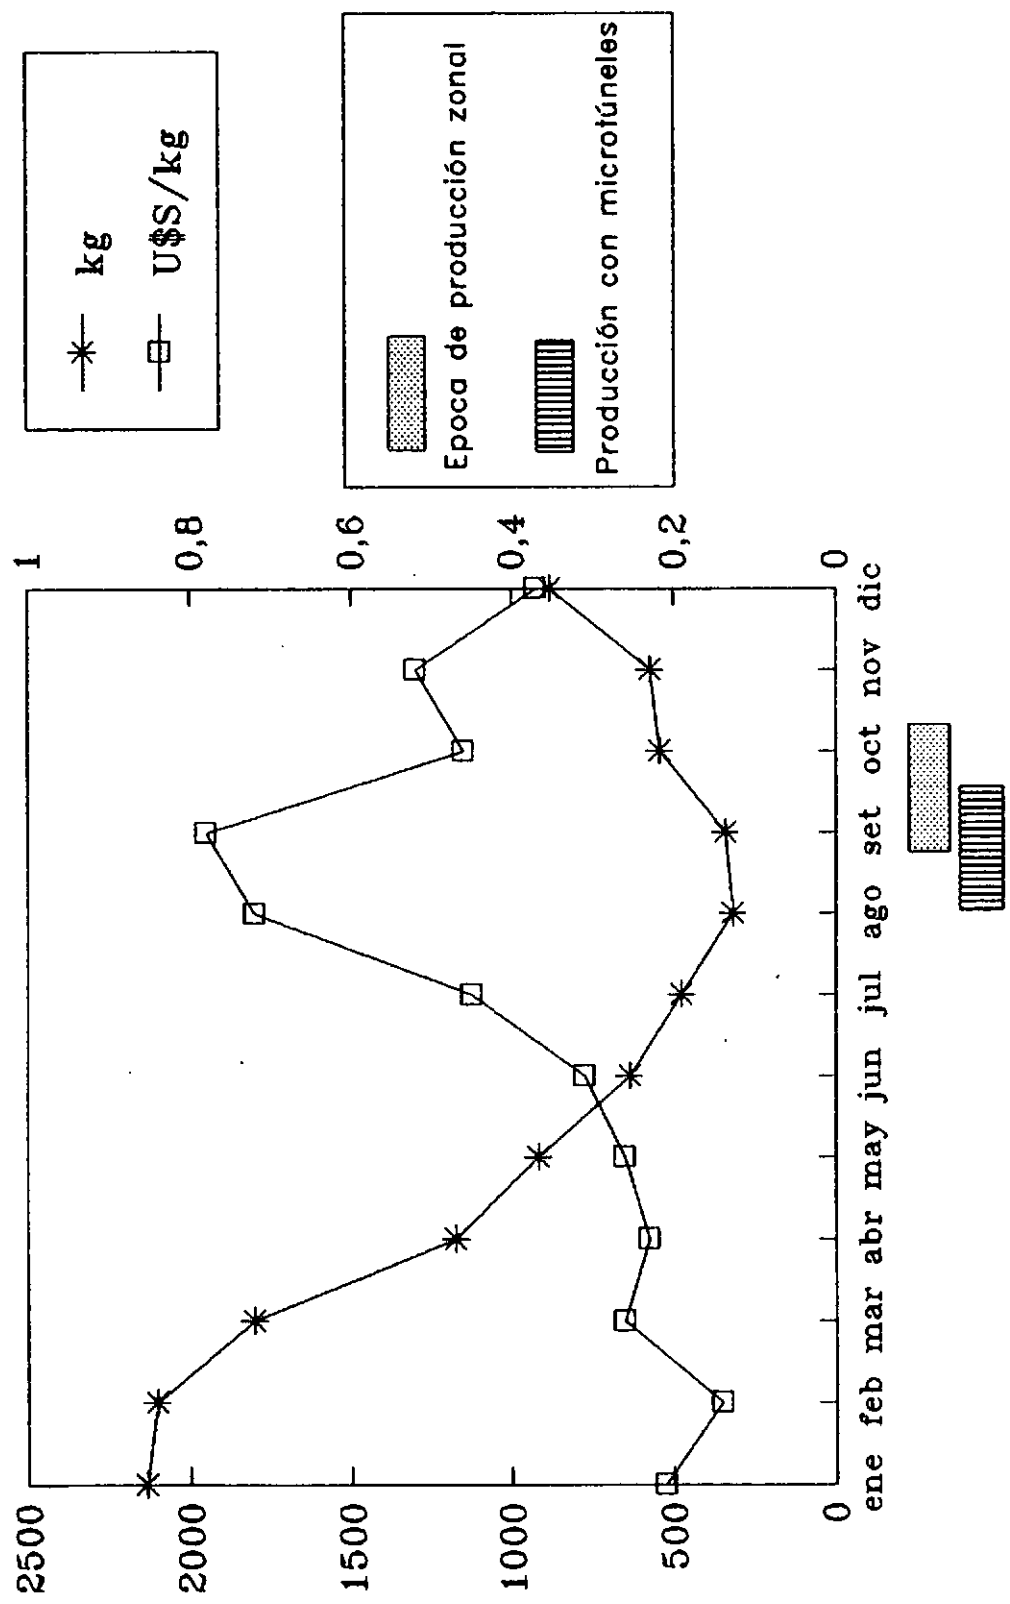 kg
U$S/kg
Epoca de producción zonal
Producción con microtúneles
2500
2000
1500
1000
500
0
1
0,8
0,6
0,4
0,2
0
ene feb mar abr may jun jul ago set oct nov dic